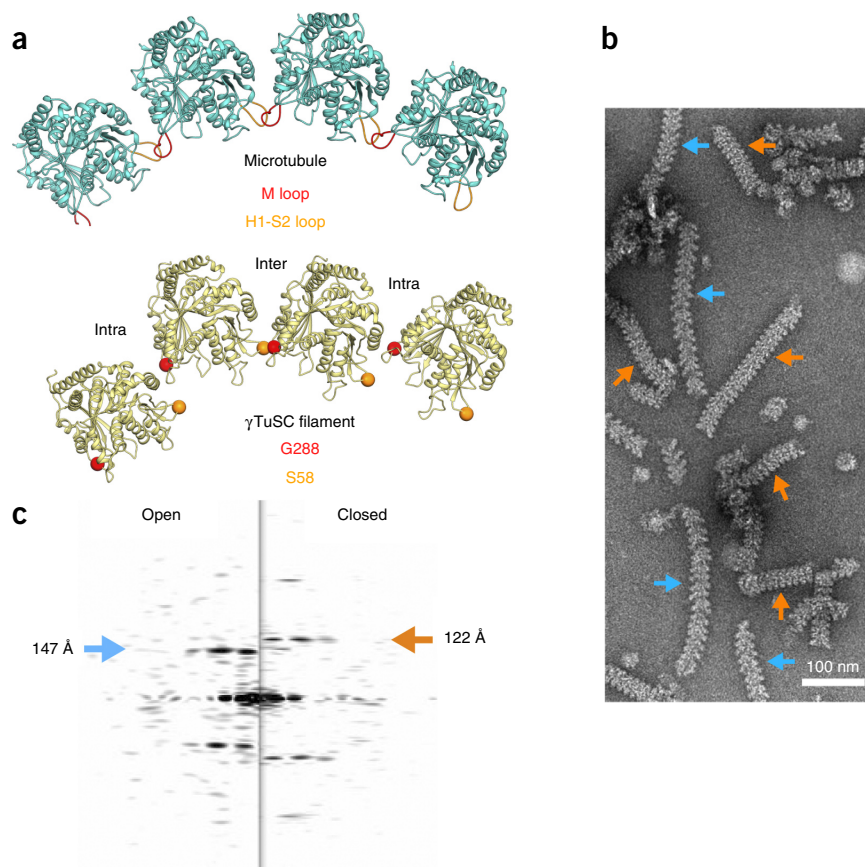 a
Microtubule
M loop
H1-S2 loop
Inter
Intra
Intra
γTuSC filament
G288
S58
b
100 nm
c
Open
Closed
147 Å
122 Å